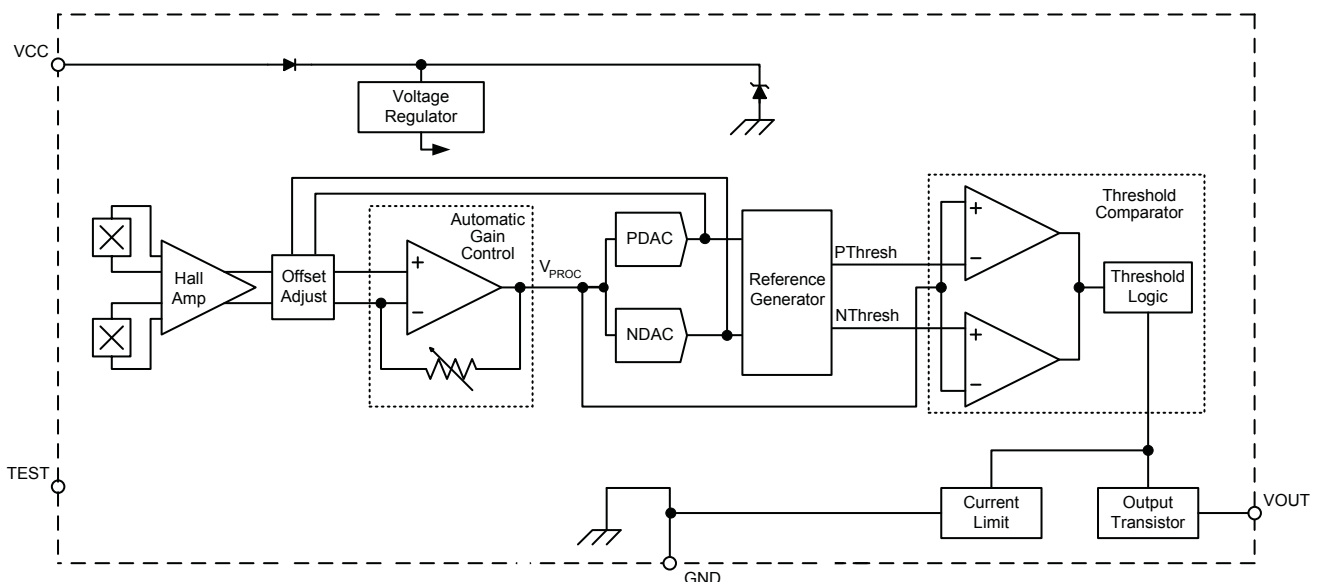 VCC
Voltage
Regulator
Hall
Amp
Offset
Adjust
Automatic
Gain
Control
+
−
VPROC
PDAC
NDAC
Reference
Generator
PThresh
NThresh
Threshold
Comparator
+
−
+
−
Threshold
Logic
TEST
Current
Limit
Output
Transistor
VOUT
GND